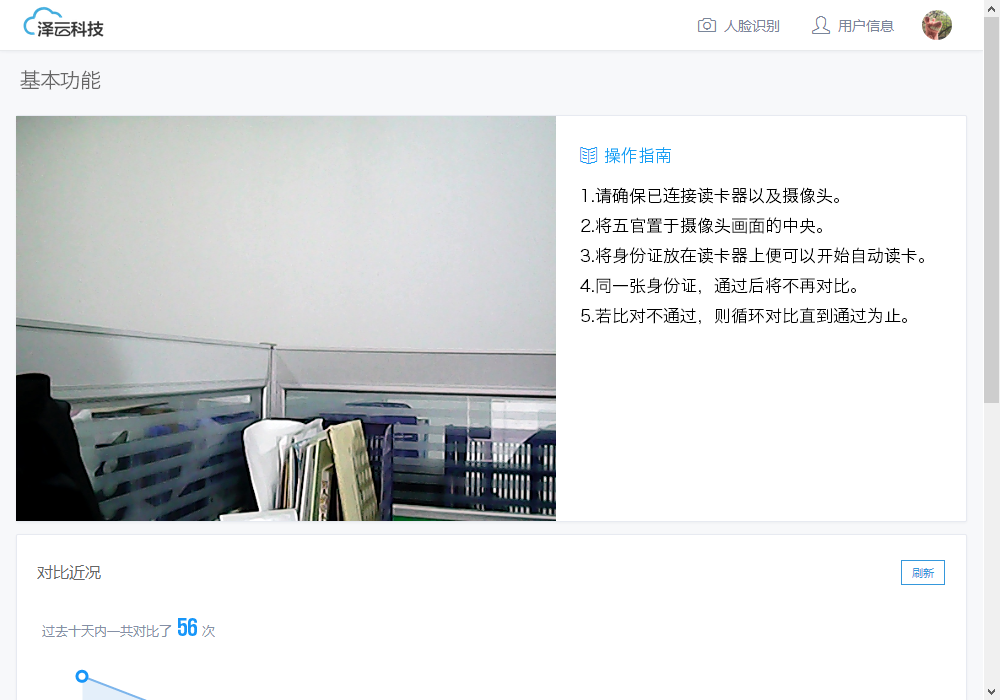 泽云科技
人脸识别
用户信息
基本功能
操作指南
1.请确保已连接读卡器以及摄像头。
2.将五官置于摄像头画面的中央。
3.将身份证放在读卡器上便可以开始自动读卡。
4.同一张身份证，通过后将不再对比。
5.若比对不通过，则循环对比直到通过为止。
对比近况
刷新
过去十天内一共对比了 56 次